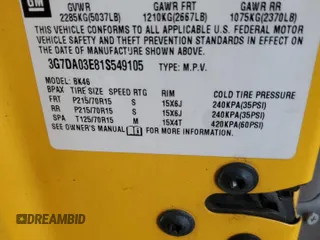 GVWR GAWR FRT GAWR RR
2285KG(5037LB) 1210KG(2667LB) 1075KG(2370LB)
THIS VEHICLE CONFORMS TO ALL APPLICABLE U.S. FEDERAL MOTOR
VEHICLE SAFETY AND THEFT PREVENTION STANDARDS IN EFFECT
ON THE DATE OF MANUFACTURE SHOWN ABOVE.
3G7DA03E81S549105 TYPE: M.P.V.
MODEL: BK46
BPAX TIRE SIZE SPEED RTG RIM COLD TIRE PRESSURE
FRT P215/70R15 S 15X6J 240KPA(35PSI)
RR P215/70R15 S 15X6J 240KPA(35PSI)
SPA T125/70R15 M 15X4T 420KPA(60PSI)
SEE OWNER'S MANUAL
GM
DREAMBID